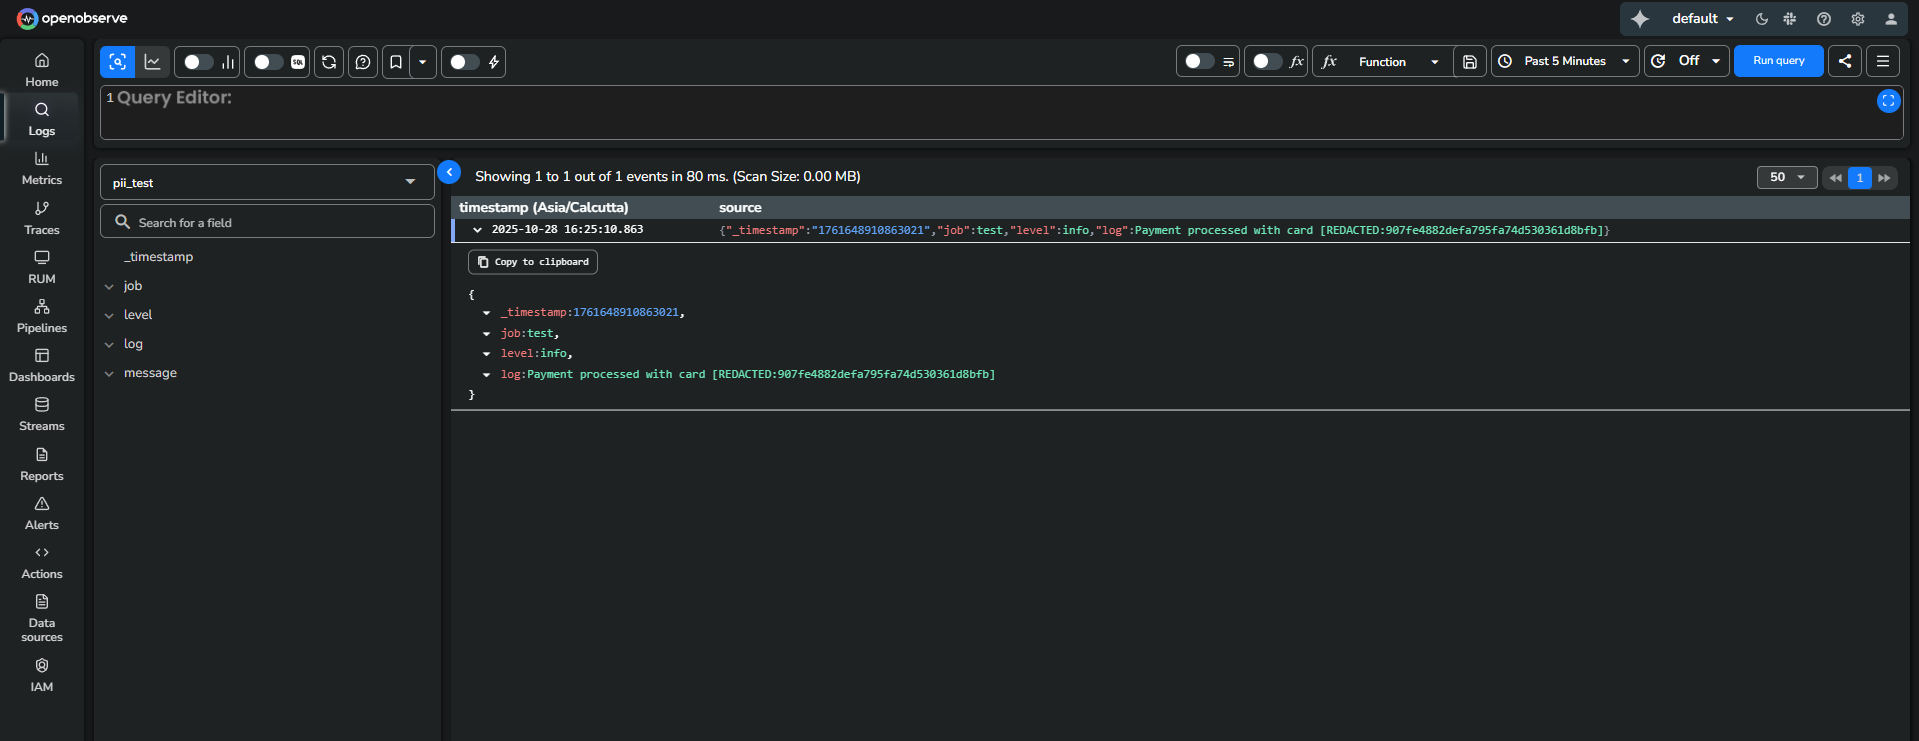 openobserve
default
Home
Logs
Metrics
Traces
RUM
Pipelines
Dashboards
Streams
Reports
Alerts
Actions
Data
sources
IAM
SQL
fx
fx Function
Past 5 Minutes
Off
Run query
1 Query Editor:
pii_test
Search for a field
_timestamp
job
level
log
message
Showing 1 to 1 out of 1 events in 80 ms. (Scan Size: 0.00 MB)
50
1
timestamp (Asia/Calcutta) source
2025-10-28 16:25:10.863 {"_timestamp":"1761648910863021","job":test,"level":info,"log":Payment processed with card [REDACTED:907fe4882defa795fa74d530361d8bfb]}
Copy to clipboard
{
_timestamp:1761648910863021,
job:test,
level:info,
log:Payment processed with card [REDACTED:907fe4882defa795fa74d530361d8bfb]
}